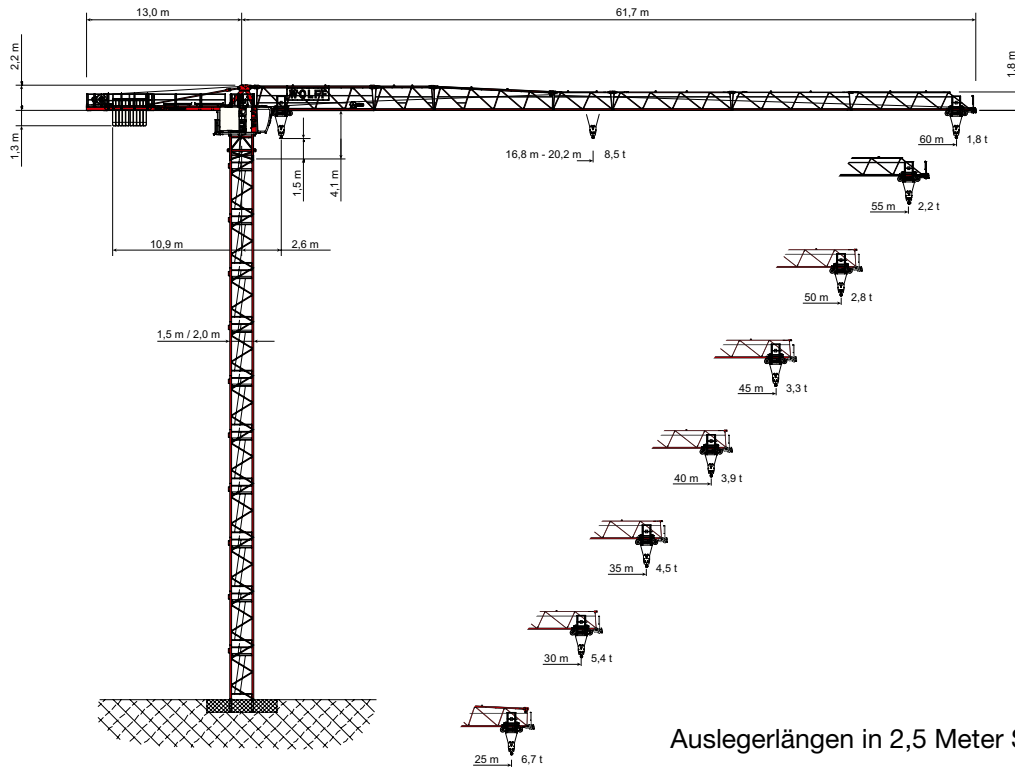 13,0 m
61,7 m
2,2 m
1,8 m
WOLFF
1,3 m
16,8 m - 20,2 m 8,5 t
60 m 1,8 t
1,5 m
4,1 m
55 m 2,2 t
10,9 m
2,6 m
50 m 2,8 t
1,5 m / 2,0 m
45 m 3,3 t
40 m 3,9 t
35 m 4,5 t
30 m 5,4 t
Auslegerlängen in 2,5 Meter S
25 m 6,7 t